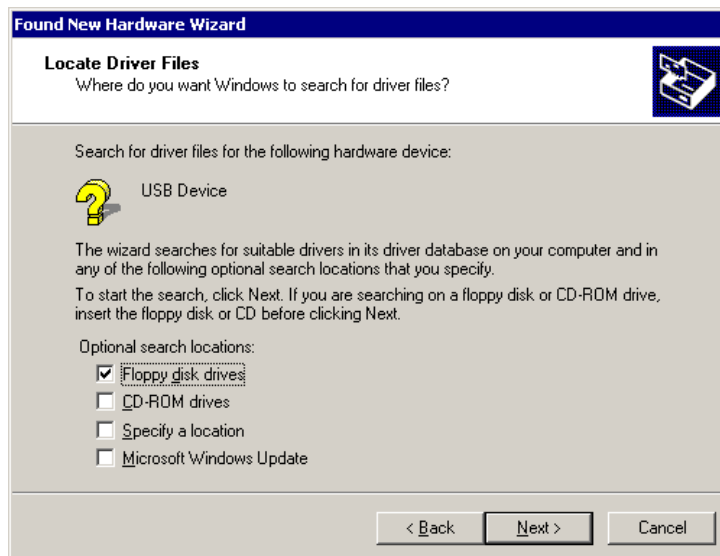 Found New Hardware Wizard
Locate Driver Files
Where do you want Windows to search for driver files?
Search for driver files for the following hardware device:
USB Device
The wizard searches for suitable drivers in its driver database on your computer and in
any of the following optional search locations that you specify.
To start the search, click Next. If you are searching on a floppy disk or CD-ROM drive,
insert the floppy disk or CD before clicking Next.
Optional search locations:
Floppy disk drives
CD-ROM drives
Specify a location
Microsoft Windows Update
< Back Next > Cancel